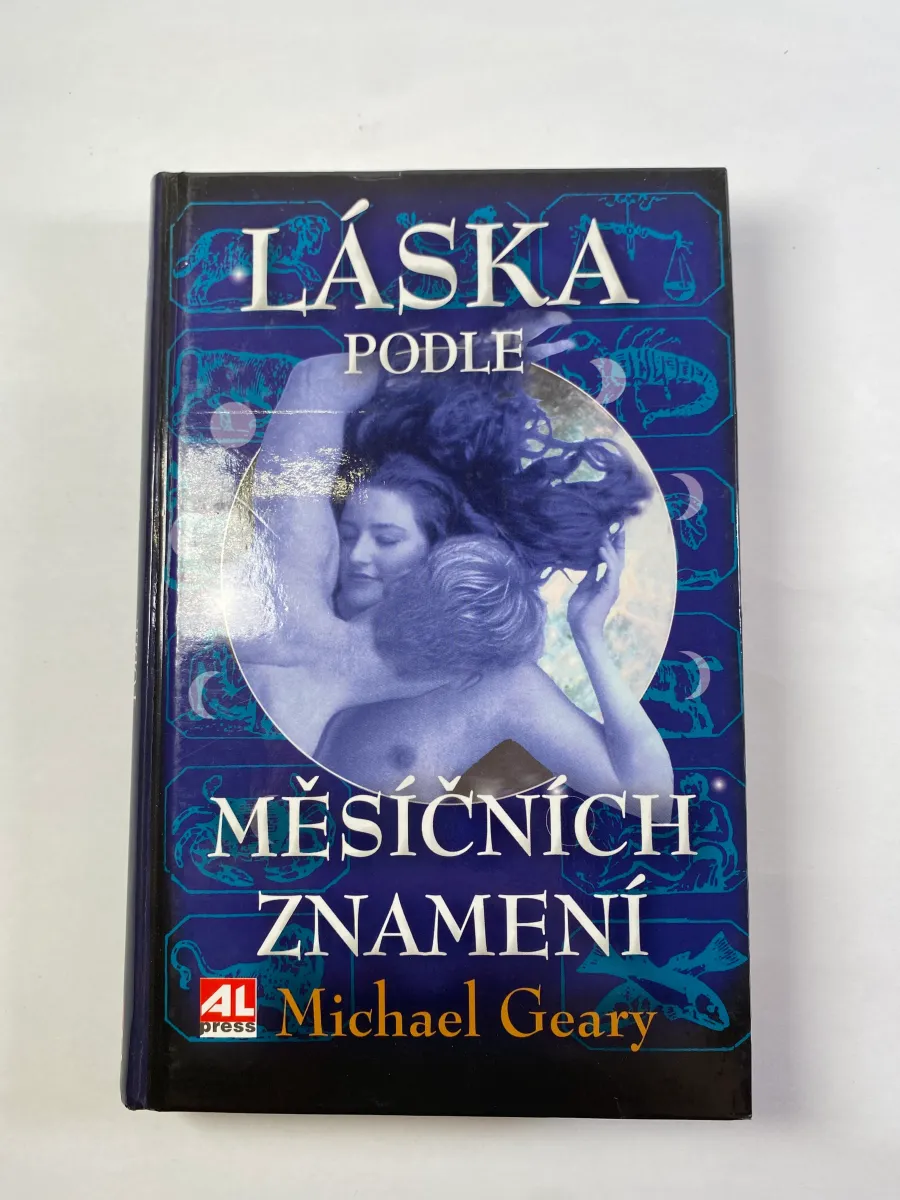 LÁSKA
PODLE
MĚSÍČNÍCH
ZNAMENÍ
AL
press
Michael Geary